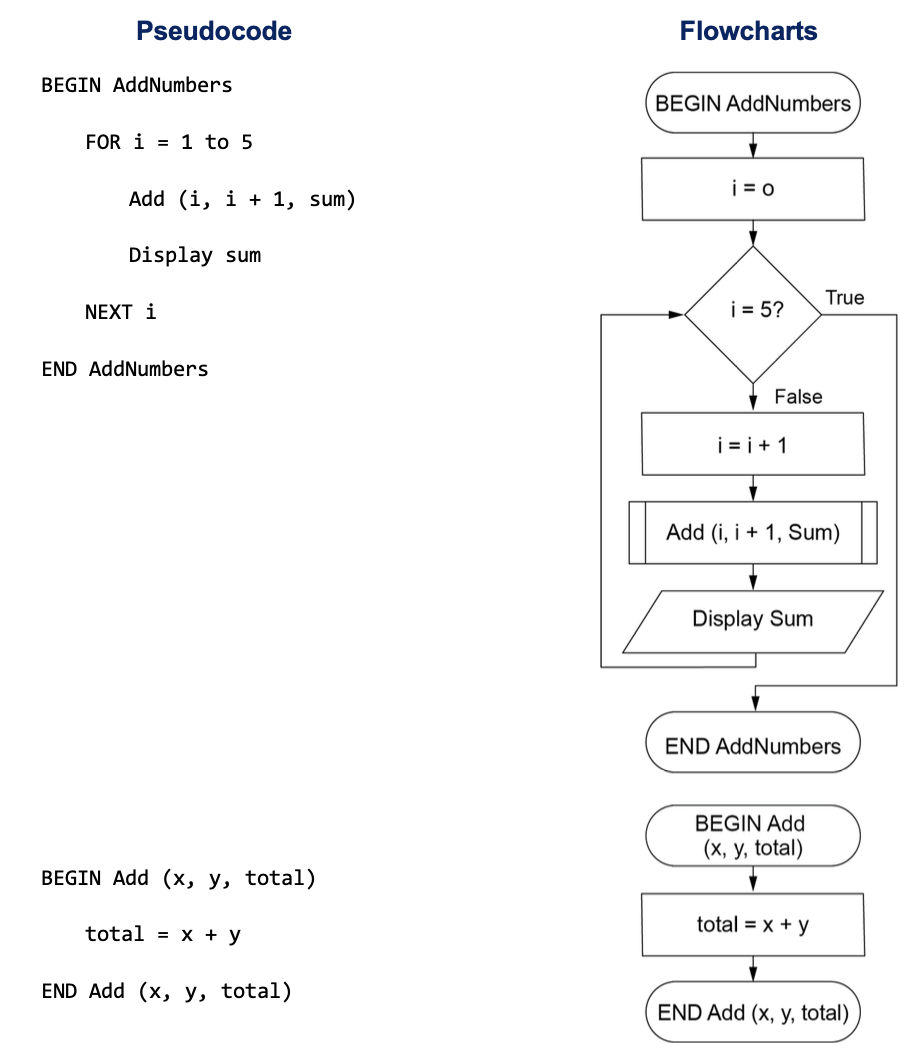 Pseudocode
BEGIN AddNumbers
FOR i = 1 to 5
Add (i, i + 1, sum)
Display sum
NEXT i
END AddNumbers
BEGIN Add (x, y, total)
total = x + y
END Add (x, y, total)
Flowcharts
BEGIN AddNumbers
i = o
i = 5?
True
False
i = i + 1
Add (i, i + 1, Sum)
Display Sum
END AddNumbers
BEGIN Add
(x, y, total)
total = x + y
END Add (x, y, total)